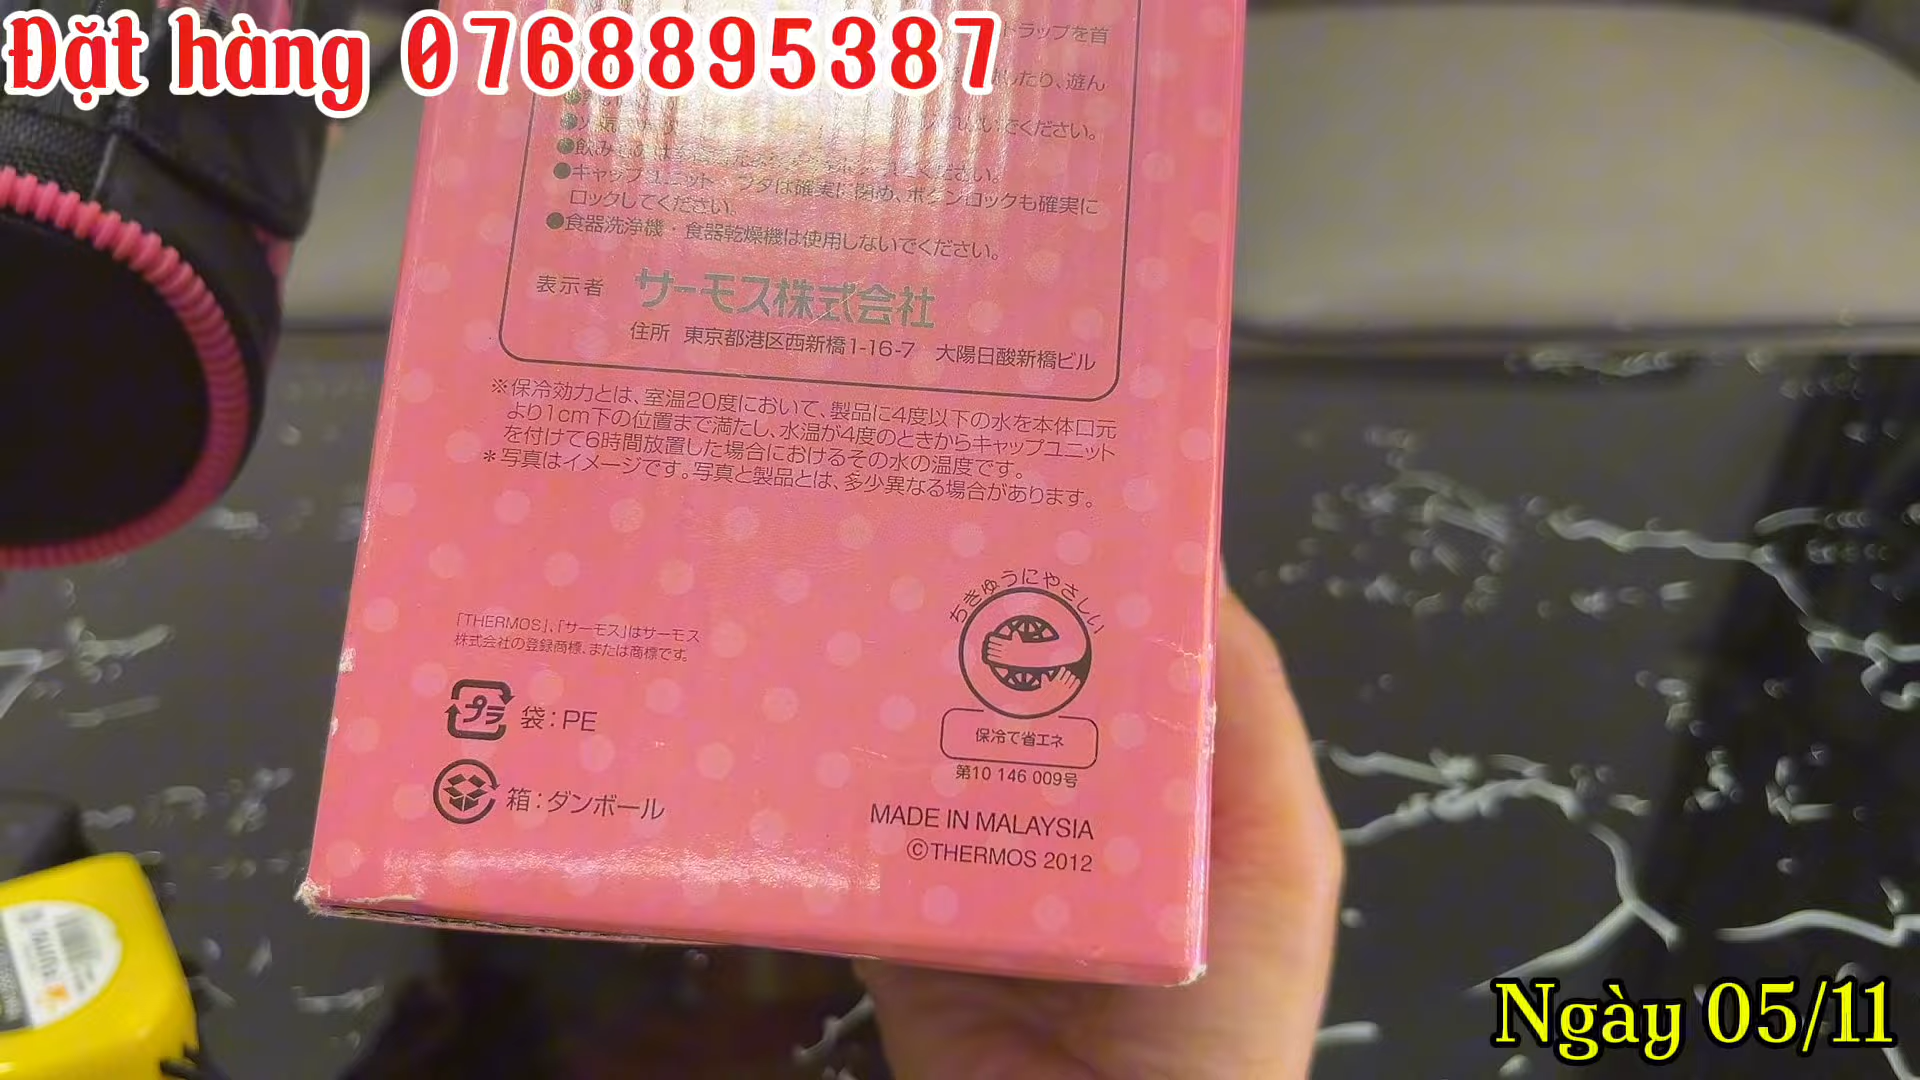 Đặt hàng 0768895387
トラップを首
したり、遊ん
でください。
●キャップユニット・フタは確実に閉め、ボタンロックも確実に
ロックしてください。
●食器洗浄機・食器乾燥機は使用しないでください。
表示者 サーモス株式会社
住所 東京都港区西新橋1-16-7 大陽日酸新橋ビル
※保冷効力とは、室温20度において、製品に4度以下の水を本体口元
より1cm下の位置まで満たし、水温が4度のときからキャップユニット
を付けて6時間放置した場合におけるその水の温度です。
*写真はイメージです。写真と製品とは、多少異なる場合があります。
ちきゅうにやさしい
「THERMOS」、「サーモス」はサーモス
株式会社の登録商標、または商標です。
プラ 袋:PE
保冷で省エネ
第10 146 009号
箱:ダンボール
MADE IN MALAYSIA
©THERMOS 2012
Ngày 05/11